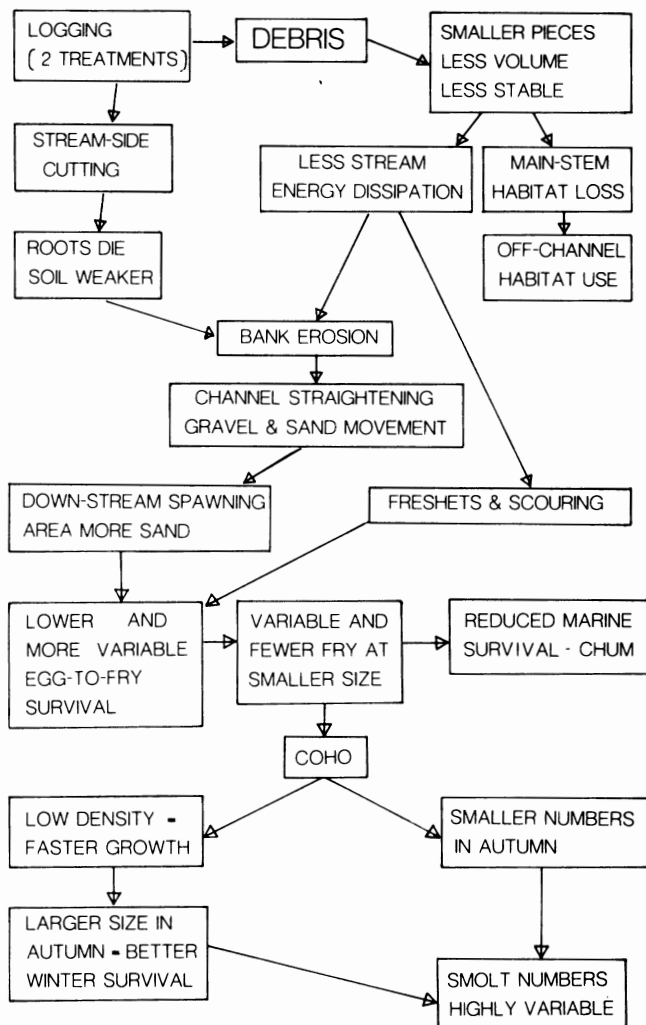 LOGGING
( 2 TREATMENTS)
DEBRIS
SMALLER PIECES
LESS VOLUME
LESS STABLE
STREAM-SIDE
CUTTING
LESS STREAM
ENERGY DISSIPATION
MAIN-STEM
HABITAT LOSS
ROOTS DIE
SOIL WEAKER
OFF-CHANNEL
HABITAT USE
BANK EROSION
CHANNEL STRAIGHTENING
GRAVEL & SAND MOVEMENT
DOWN-STREAM SPAWNING
AREA MORE SAND
FRESHETS & SCOURING
LOWER AND
MORE VARIABLE
EGG-TO-FRY
SURVIVAL
VARIABLE AND
FEWER FRY AT
SMALLER SIZE
REDUCED MARINE
SURVIVAL - CHUM
COHO
LOW DENSITY -
FASTER GROWTH
SMALLER NUMBERS
IN AUTUMN
LARGER SIZE IN
AUTUMN - BETTER
WINTER SURVIVAL
SMOLT NUMBERS
HIGHLY VARIABLE